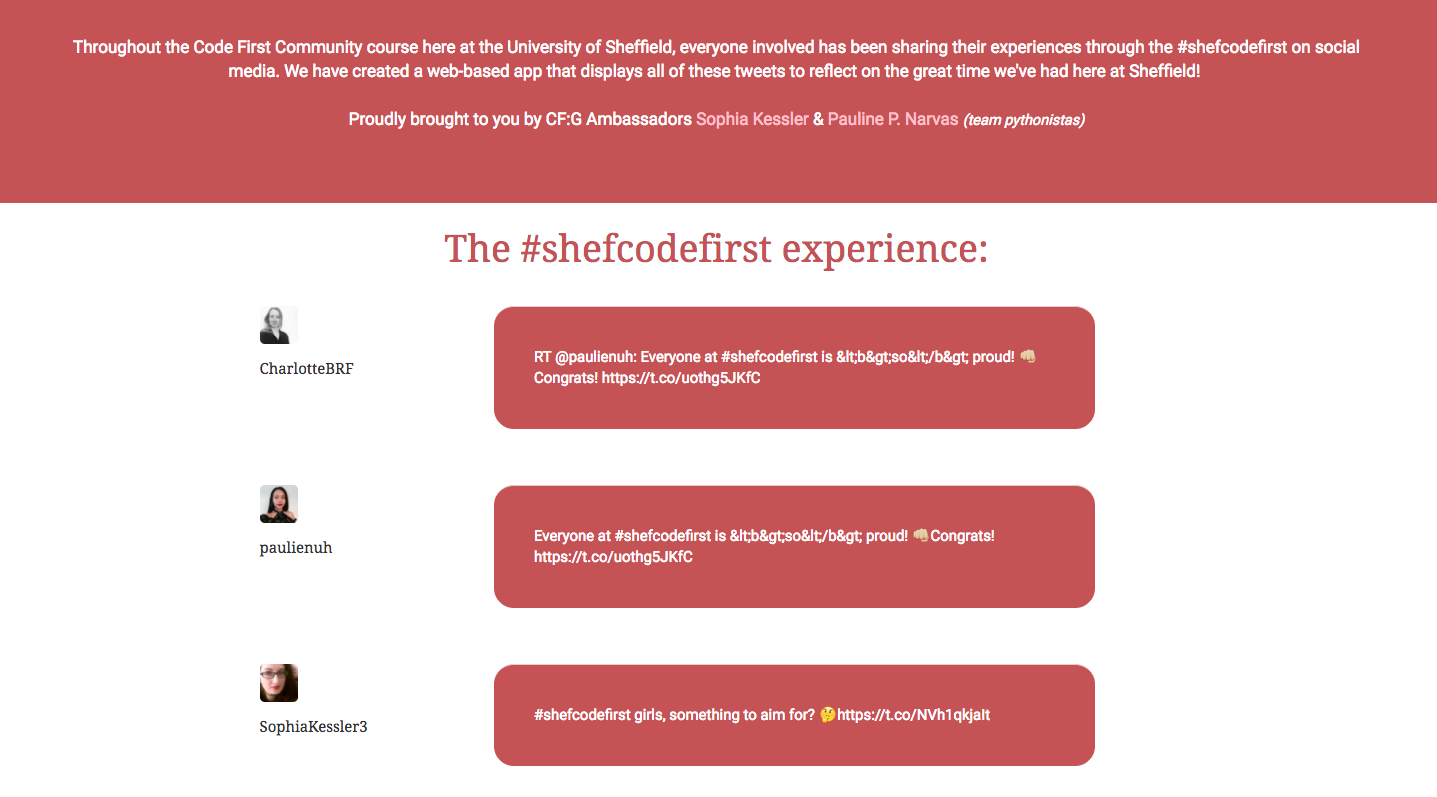 Throughout the Code First Community course here at the University of Sheffield, everyone involved has been sharing their experiences through the #shefcodefirst on social
media. We have created a web-based app that displays all of these tweets to reflect on the great time we've had here at Sheffield!
Proudly brought to you by CF:G Ambassadors Sophia Kessler & Pauline P. Narvas (team pythonistas)
The #shefcodefirst experience:
CharlotteBRF
RT @paulienuh: Everyone at #shefcodefirst is &lt;b&gt;so&lt;/b&gt; proud! 👊🏼
Congrats! https://t.co/uothg5JKfC
paulienuh
Everyone at #shefcodefirst is &lt;b&gt;so&lt;/b&gt; proud! 👊🏼Congrats!
https://t.co/uothg5JKfC
SophiaKessler3
#shefcodefirst girls, something to aim for? 🤔https://t.co/NVh1qkjaIt